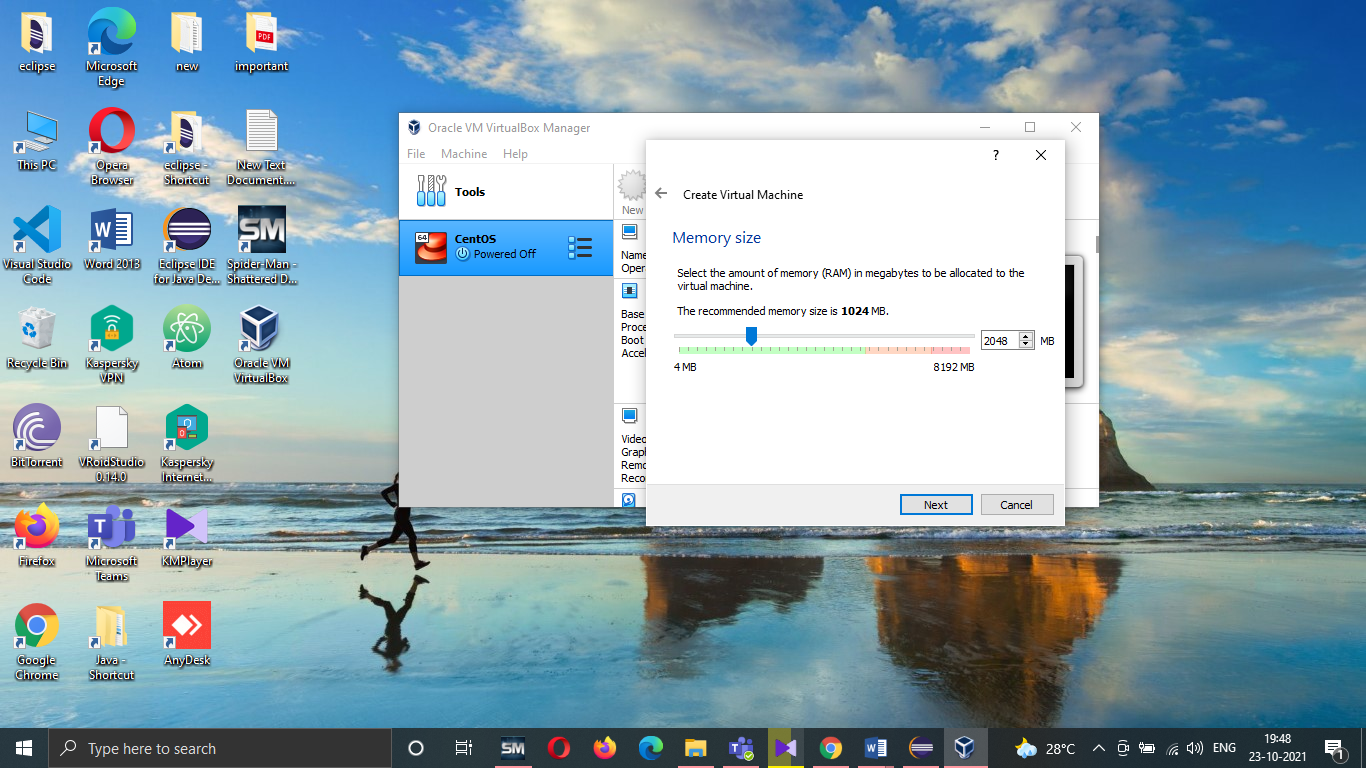 eclipse
Microsoft
Edge
new
important
PDF
This PC
Opera
Browser
eclipse -
Shortcut
New Text
Document....
Visual Studio
Code
Word 2013
Eclipse IDE
for Java De...
SM
Spider-Man -
Shattered D...
Recycle Bin
Kaspersky
VPN
Atom
Oracle VM
VirtualBox
BitTorrent
VRoidStudio
0.14.0
Kaspersky
Internet...
Firefox
Microsoft
Teams
KMPlayer
Google
Chrome
Java -
Shortcut
AnyDesk
Oracle VM VirtualBox Manager
File Machine Help
Tools
New
64
CentOS
Powered Off
Name
Oper
Base
Proce
Boot
Accel
Video
Graph
Remo
Reco
?
Create Virtual Machine
Memory size
Select the amount of memory (RAM) in megabytes to be allocated to the
virtual machine.
The recommended memory size is 1024 MB.
2048 MB
4 MB 8192 MB
Next Cancel
Type here to search
SM
28°C
ENG
19:48
23-10-2021
1